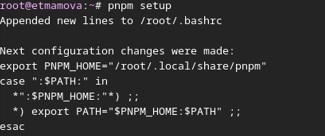 root@etmamova:~# pnpm setup
Appended new lines to /root/.bashrc

Next configuration changes were made:
export PNPM_HOME="/root/.local/share/pnpm"
case ":$PATH:" in
  *":$PNPM_HOME:"*) ;;
  *) export PATH="$PNPM_HOME:$PATH" ;;
esac